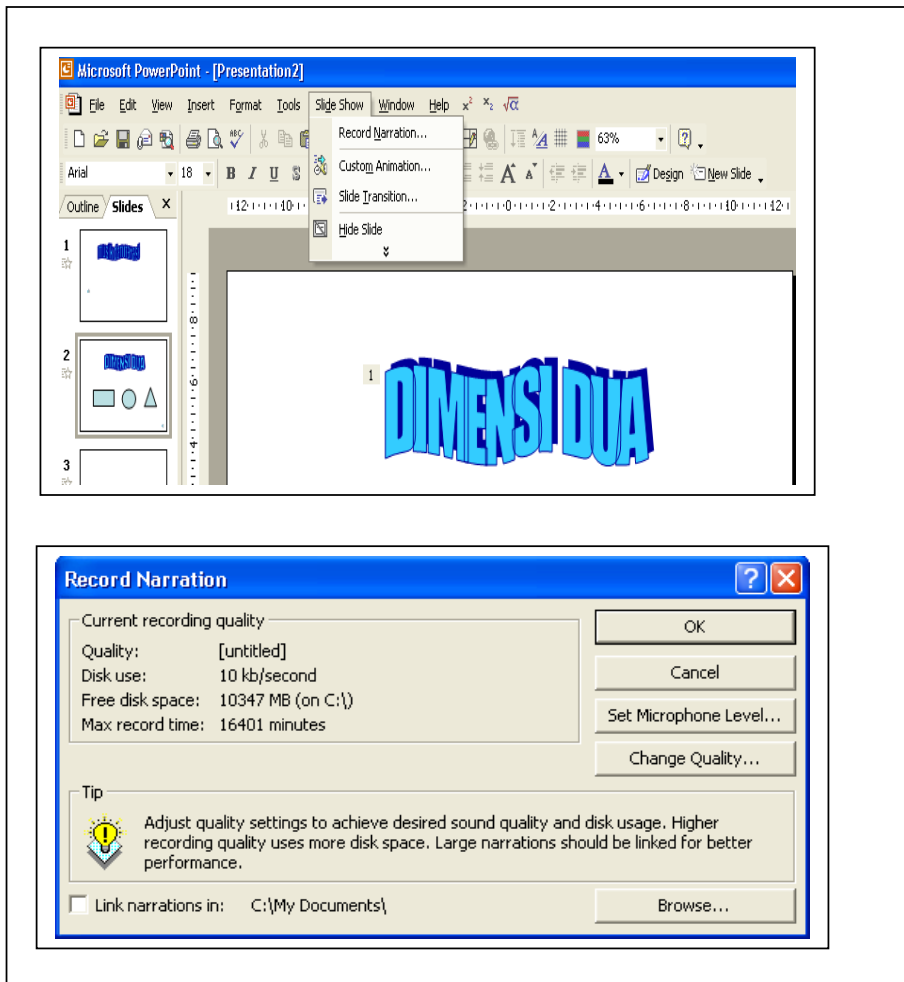 Microsoft PowerPoint - [Presentation2]
File Edit View Insert Format Tools Slide Show Window Help x² x₂ √α
Record Narration...
63%
Arial 18 B I U S
Custom Animation...
A A A Design New Slide
Slide Transition...
Outline Slides X
Hide Slide
1
2
DIMENSI DUA
3
1
DIMENSI DUA
Record Narration
Current recording quality
Quality: [untitled]
Disk use: 10 kb/second
Free disk space: 10347 MB (on C:\)
Max record time: 16401 minutes
OK
Cancel
Set Microphone Level...
Change Quality...
Tip
Adjust quality settings to achieve desired sound quality and disk usage. Higher
recording quality uses more disk space. Large narrations should be linked for better
performance.
Link narrations in: C:\My Documents\
Browse...